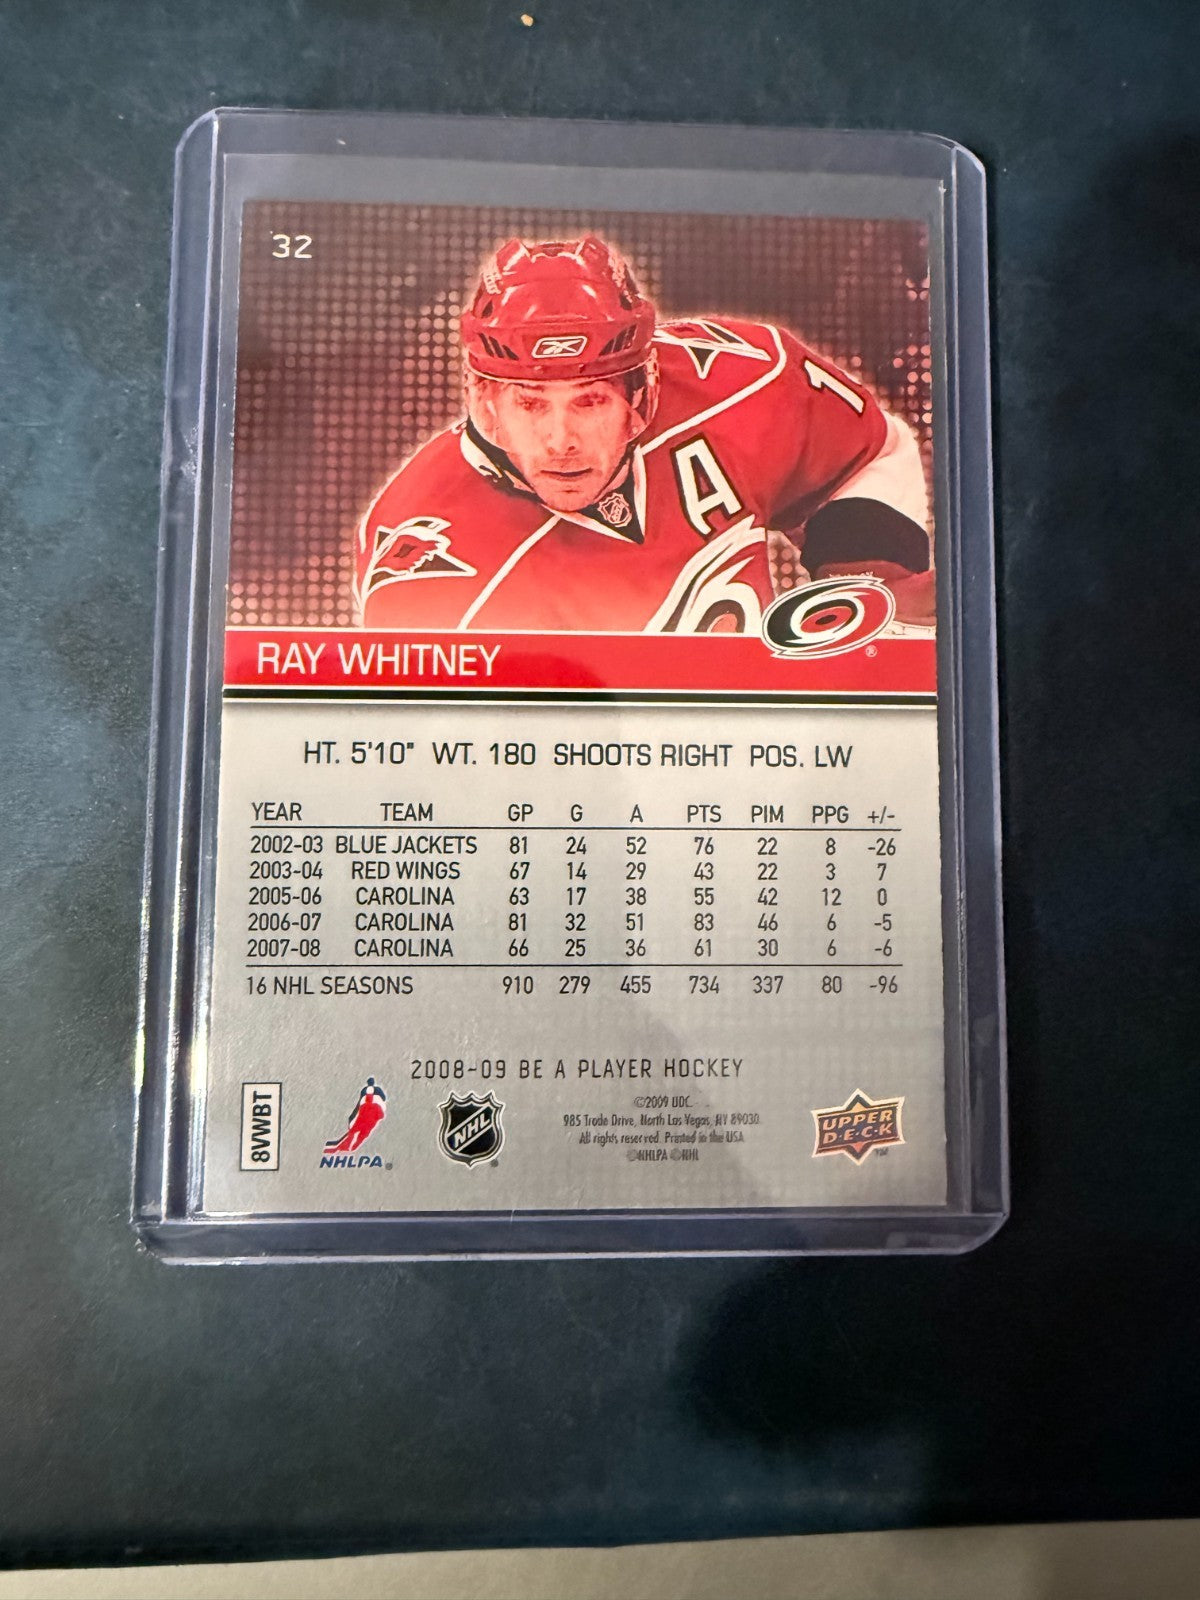 32
1
A
RAY WHITNEY
®
HT. 5'10" WT. 180 SHOOTS RIGHT POS. LW
YEAR TEAM GP G A PTS PIM PPG +/-
2002-03 BLUE JACKETS 81 24 52 76 22 8 -26
2003-04 RED WINGS 67 14 29 43 22 3 7
2005-06 CAROLINA 63 17 38 55 42 12 0
2006-07 CAROLINA 81 32 51 83 46 6 -5
2007-08 CAROLINA 66 25 36 61 30 6 -6
16 NHL SEASONS 910 279 455 734 337 80 -96
2008-09 BE A PLAYER HOCKEY
8VWBT
NHLPA®
NHL®
©2009 UDC.
985 Trade Drive, North Las Vegas, NV 89030
All rights reserved. Printed in the USA
©NHLPA ©NHL
UPPER
D·E·C·K
TM